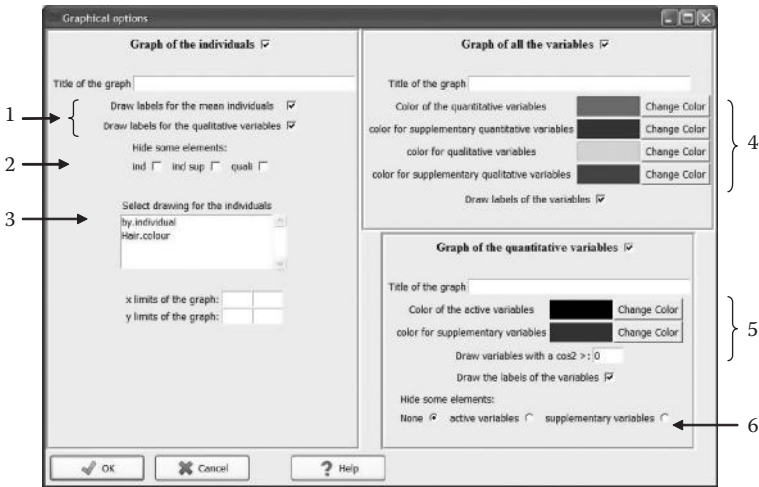 Graphical options
Graph of the individuals
Title of the graph
1
Draw labels for the mean individuals
Draw labels for the qualitative variables
Hide some elements:
2
ind ind sup quali
Select drawing for the individuals
3
by.individual
Hair.colour
x limits of the graph:
y limits of the graph:
Graph of all the variables
Title of the graph
Color of the quantitative variables Change Color
color for supplementary quantitative variables Change Color
color for qualitative variables Change Color
color for supplementary qualitative variables Change Color
4
Draw labels of the variables
Graph of the quantitative variables
Title of the graph
Color of the active variables Change Color
color for supplementary variables Change Color
5
Draw variables with a cos2 >: 0
Draw the labels of the variables
Hide some elements:
None active variables supplementary variables
6
OK Cancel Help